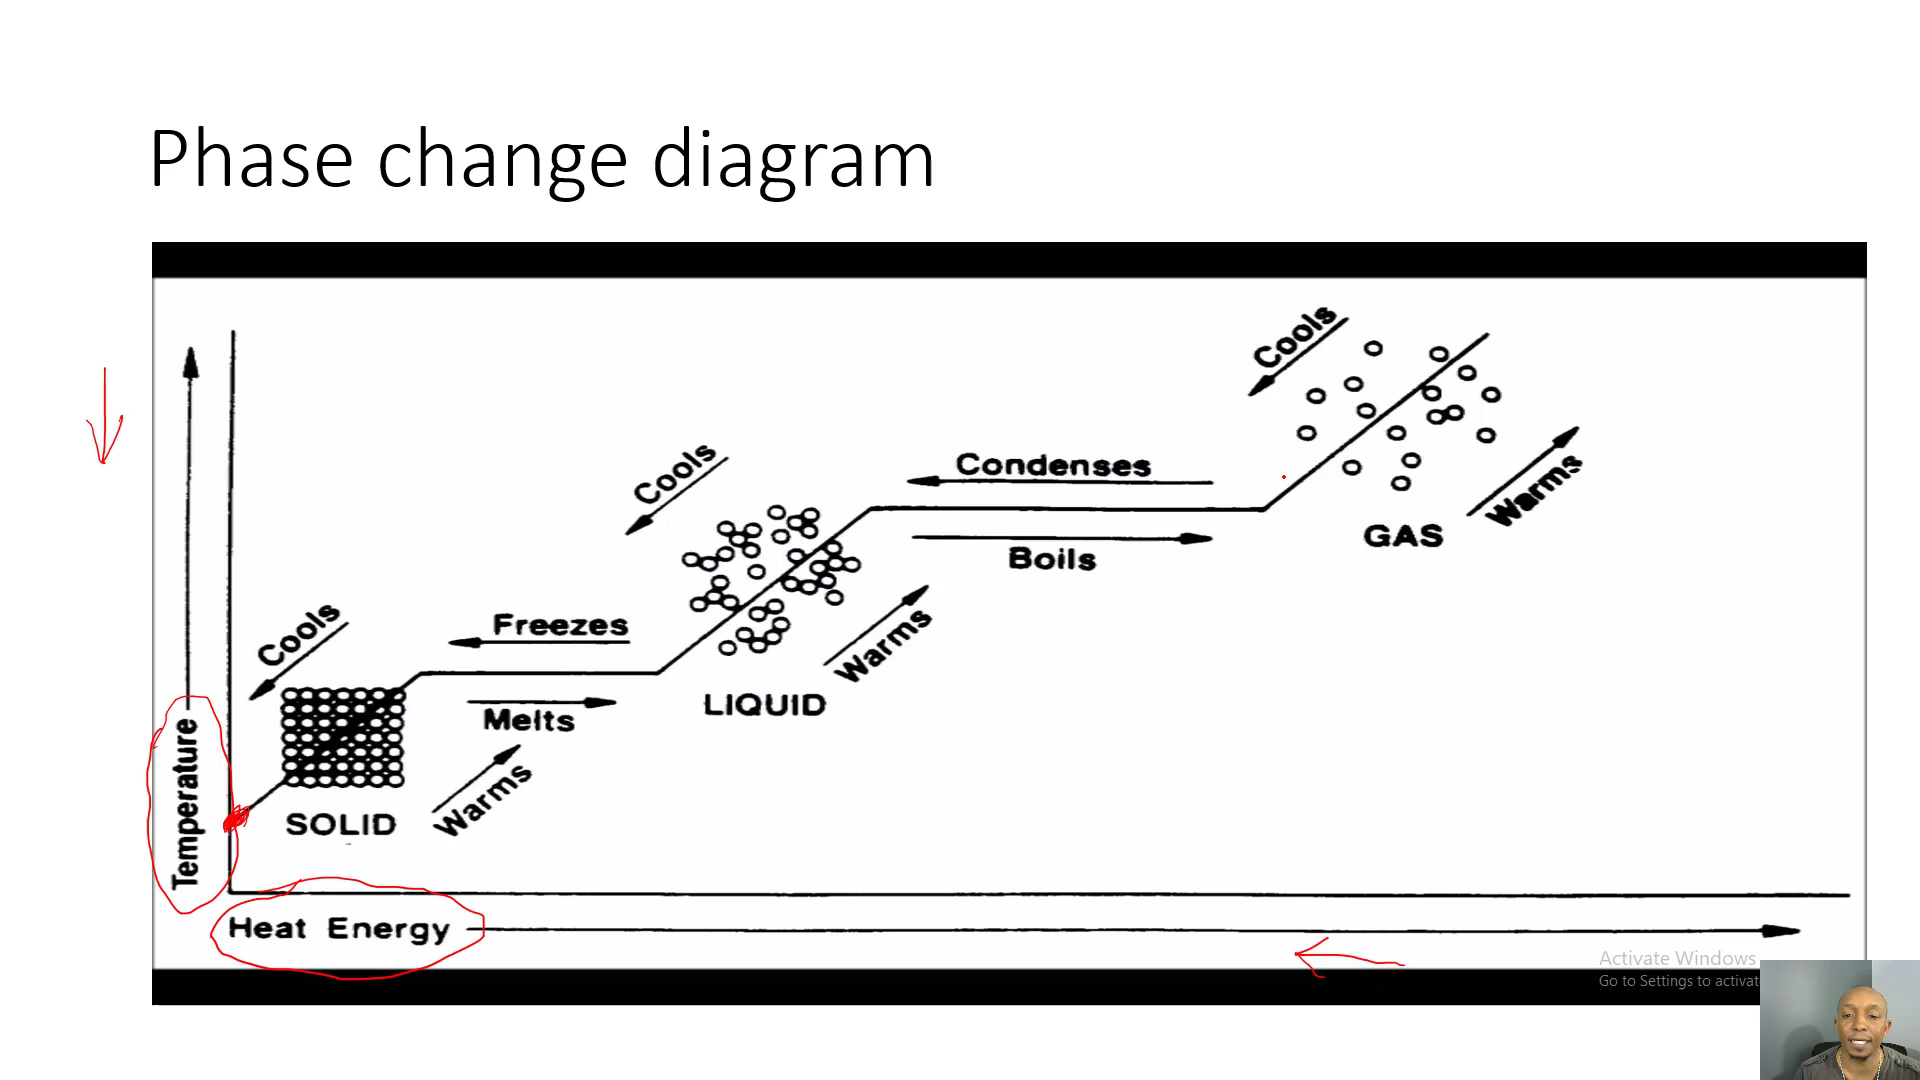 Phase change diagram
Cools
Cools
Condenses
Boils
GAS
Warms
Cools
Freezes
Melts
LIQUID
Warms
SOLID
Warms
Temperature
Heat Energy
Activate Windows
Go to Settings to activat